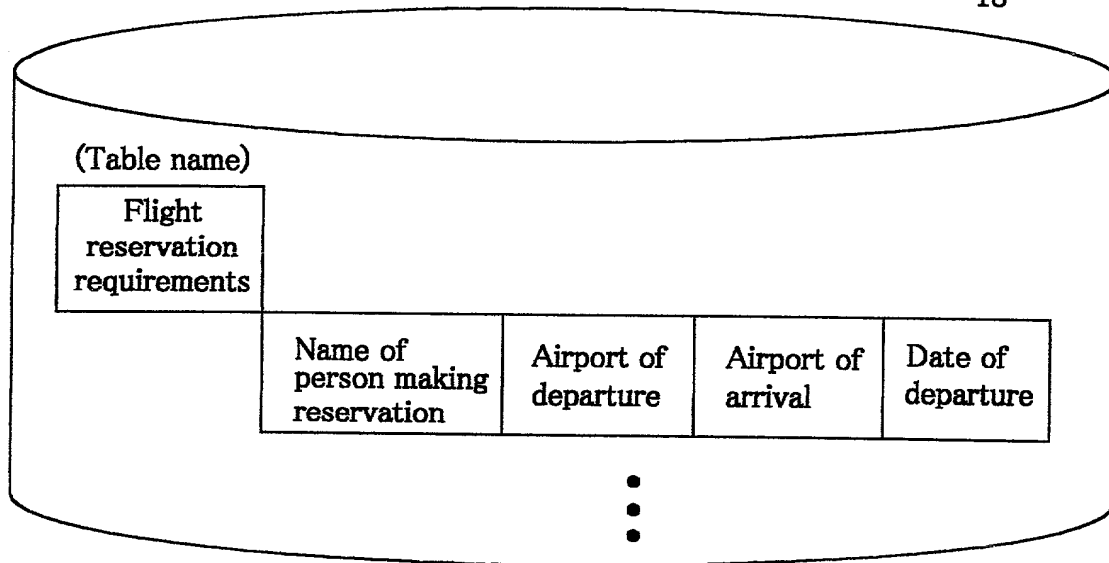 (Table name)
Flight
reservation
requirements
Name of
person making
reservation
Airport of
departure
Airport of
arrival
Date of
departure